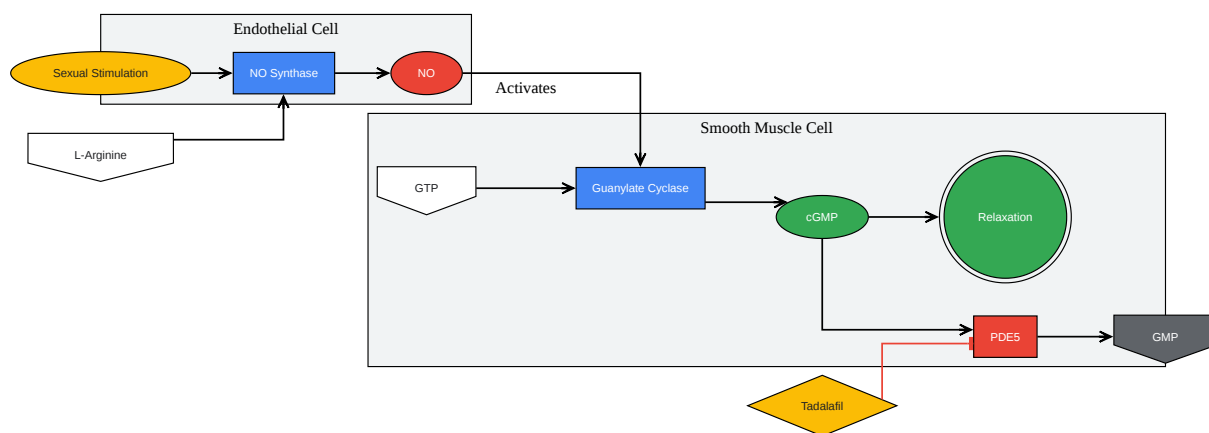 Endothelial Cell
Sexual Stimulation
NO Synthase
NO
Activates
L-Arginine
Smooth Muscle Cell
GTP
Guanylate Cyclase
cGMP
Relaxation
PDE5
GMP
Tadalafil